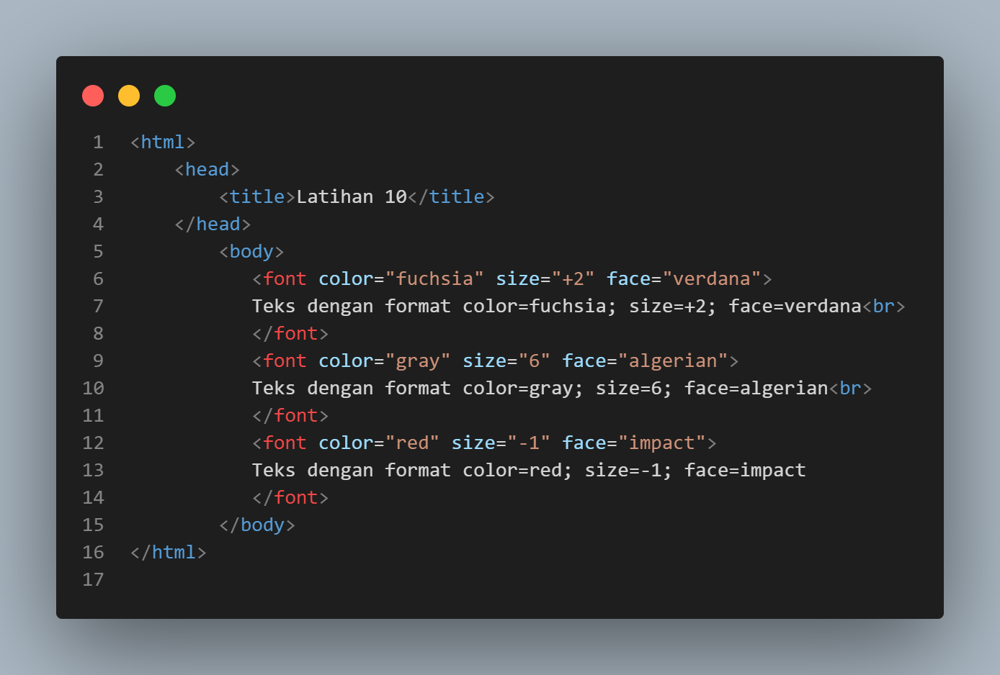 1 <html>
2     <head>
3         <title>Latihan 10</title>
4     </head>
5         <body>
6            <font color="fuchsia" size="+2" face="verdana">
7            Teks dengan format color=fuchsia; size=+2; face=verdana<br>
8            </font>
9            <font color="gray" size="6" face="algerian">
10            Teks dengan format color=gray; size=6; face=algerian<br>
11            </font>
12            <font color="red" size="-1" face="impact">
13            Teks dengan format color=red; size=-1; face=impact
14            </font>
15         </body>
16 </html>
17